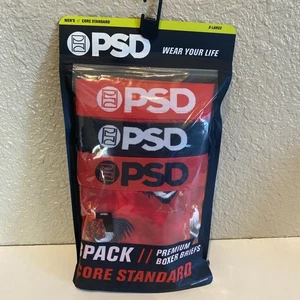 MEN'S // CORE STANDARD
X-LARGE
PSD
WEAR YOUR LIFE
PSD
PSD
PSD
PACK // PREMIUM
BOXER BRIEFS
CORE STANDARD